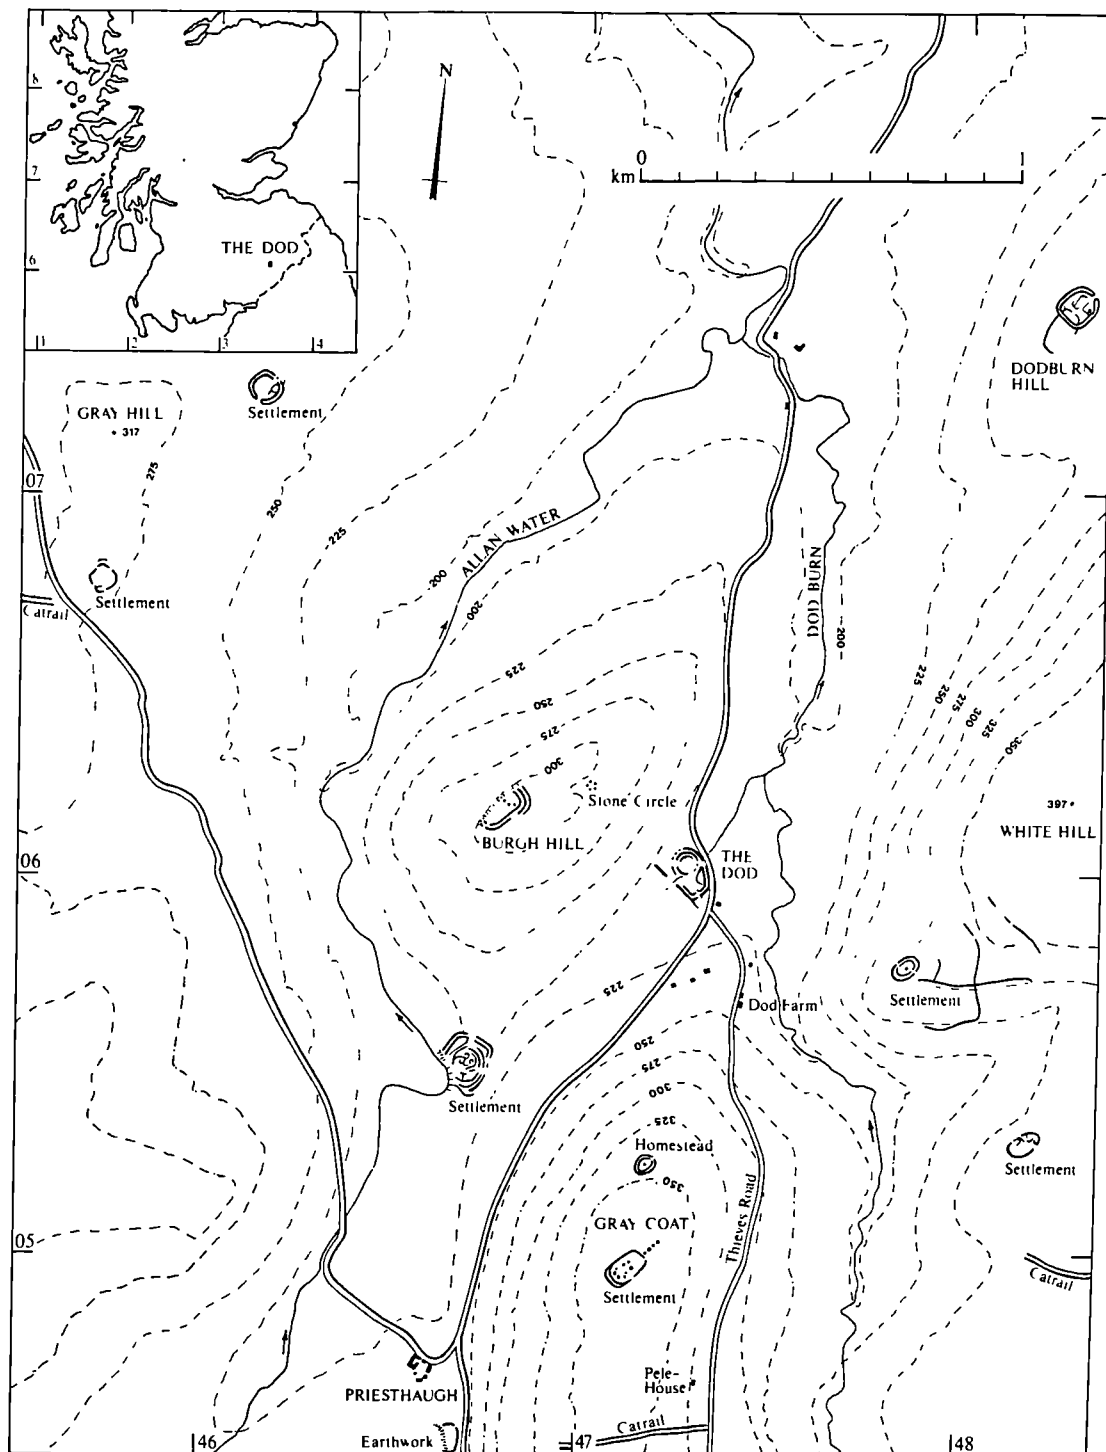 8
7
6
1
2
3
4
THE DOD
N
0
1
km
DODBURN
HILL
GRAY HILL
• 317
Settlement
275
250
225
07
ALLAN WATER
200
200
Settlement
Catrail
DOD BURN
200
225
250
275
300
325
350
225
250
275
300
Stone Circle
BURGH HILL
397 •
WHITE HILL
06
THE
DOD
225
Settlement
Dod Farm
250
275
300
325
Settlement
Homestead
350
Settlement
GRAY COAT
Thieves Road
05
Settlement
Catrail
PRIESTHAUGH
Pele-
House
Catrail
Earthwork
46
47
48